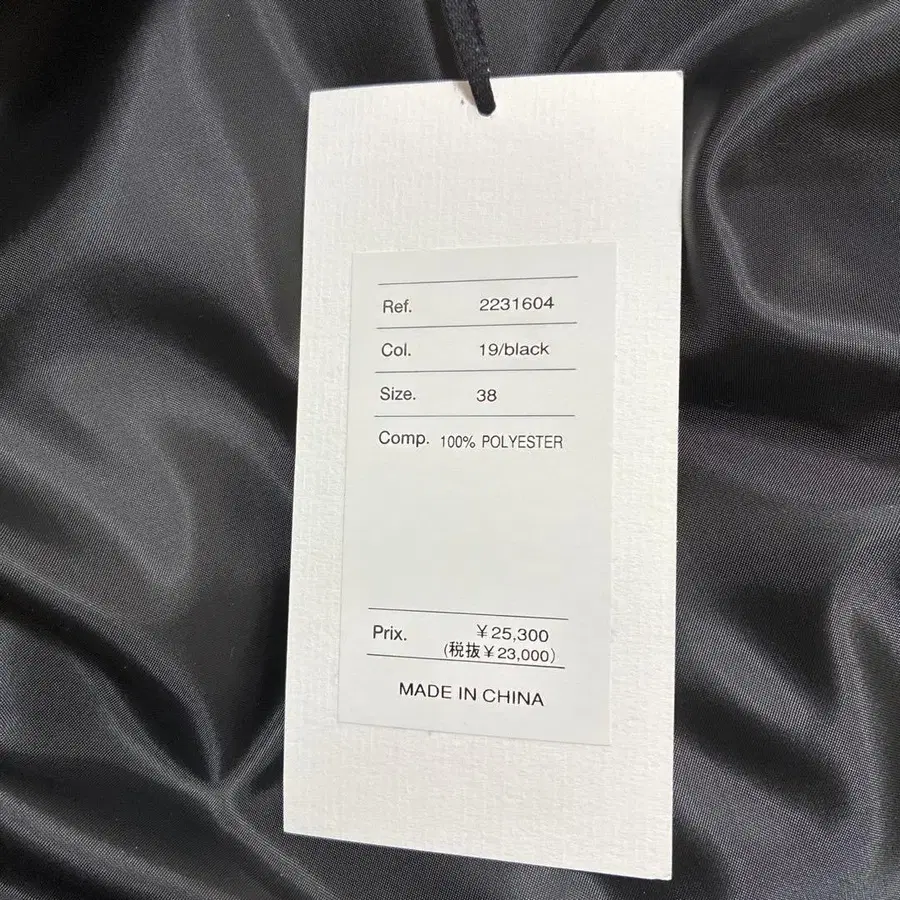 Ref. 2231604
Col. 19/black
Size. 38
Comp. 100% POLYESTER
Prix. ￥25,300
(税抜￥23,000)
MADE IN CHINA